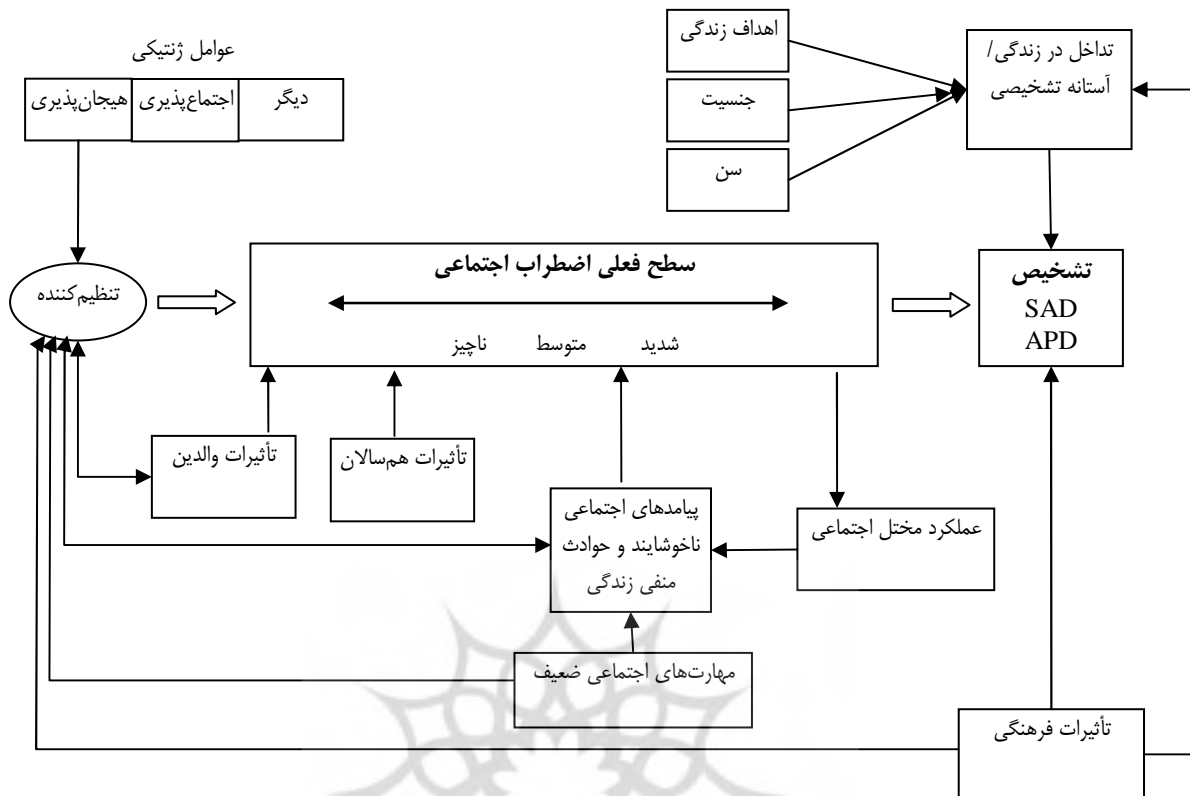 عوامل ژنتیکی
هیجان‌پذیری
اجتماع‌پذیری
دیگر
اهداف زندگی
جنسیت
سن
تداخل در زندگی/
آستانه تشخیصی
تنظیم‌کننده
سطح فعلی اضطراب اجتماعی
ناچیز متوسط شدید
تشخیص
SAD
APD
تأثیرات والدین
تأثیرات هم‌سالان
پیامدهای اجتماعی
ناخوشایند و حوادث
منفی زندگی
عملکرد مختل اجتماعی
مهارت‌های اجتماعی ضعیف
تأثیرات فرهنگی